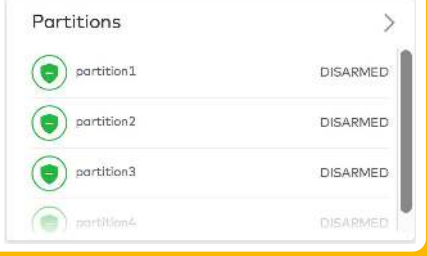 Partitions
partition1 DISARMED
partition2 DISARMED
partition3 DISARMED
partition4 DISARMED